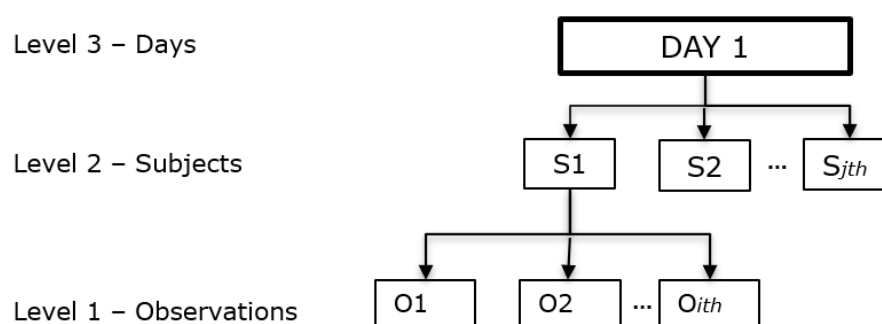 Level 3 – Days DAY 1
Level 2 – Subjects S1 S2 ... Sjth
Level 1 – Observations O1 O2 ... Oith